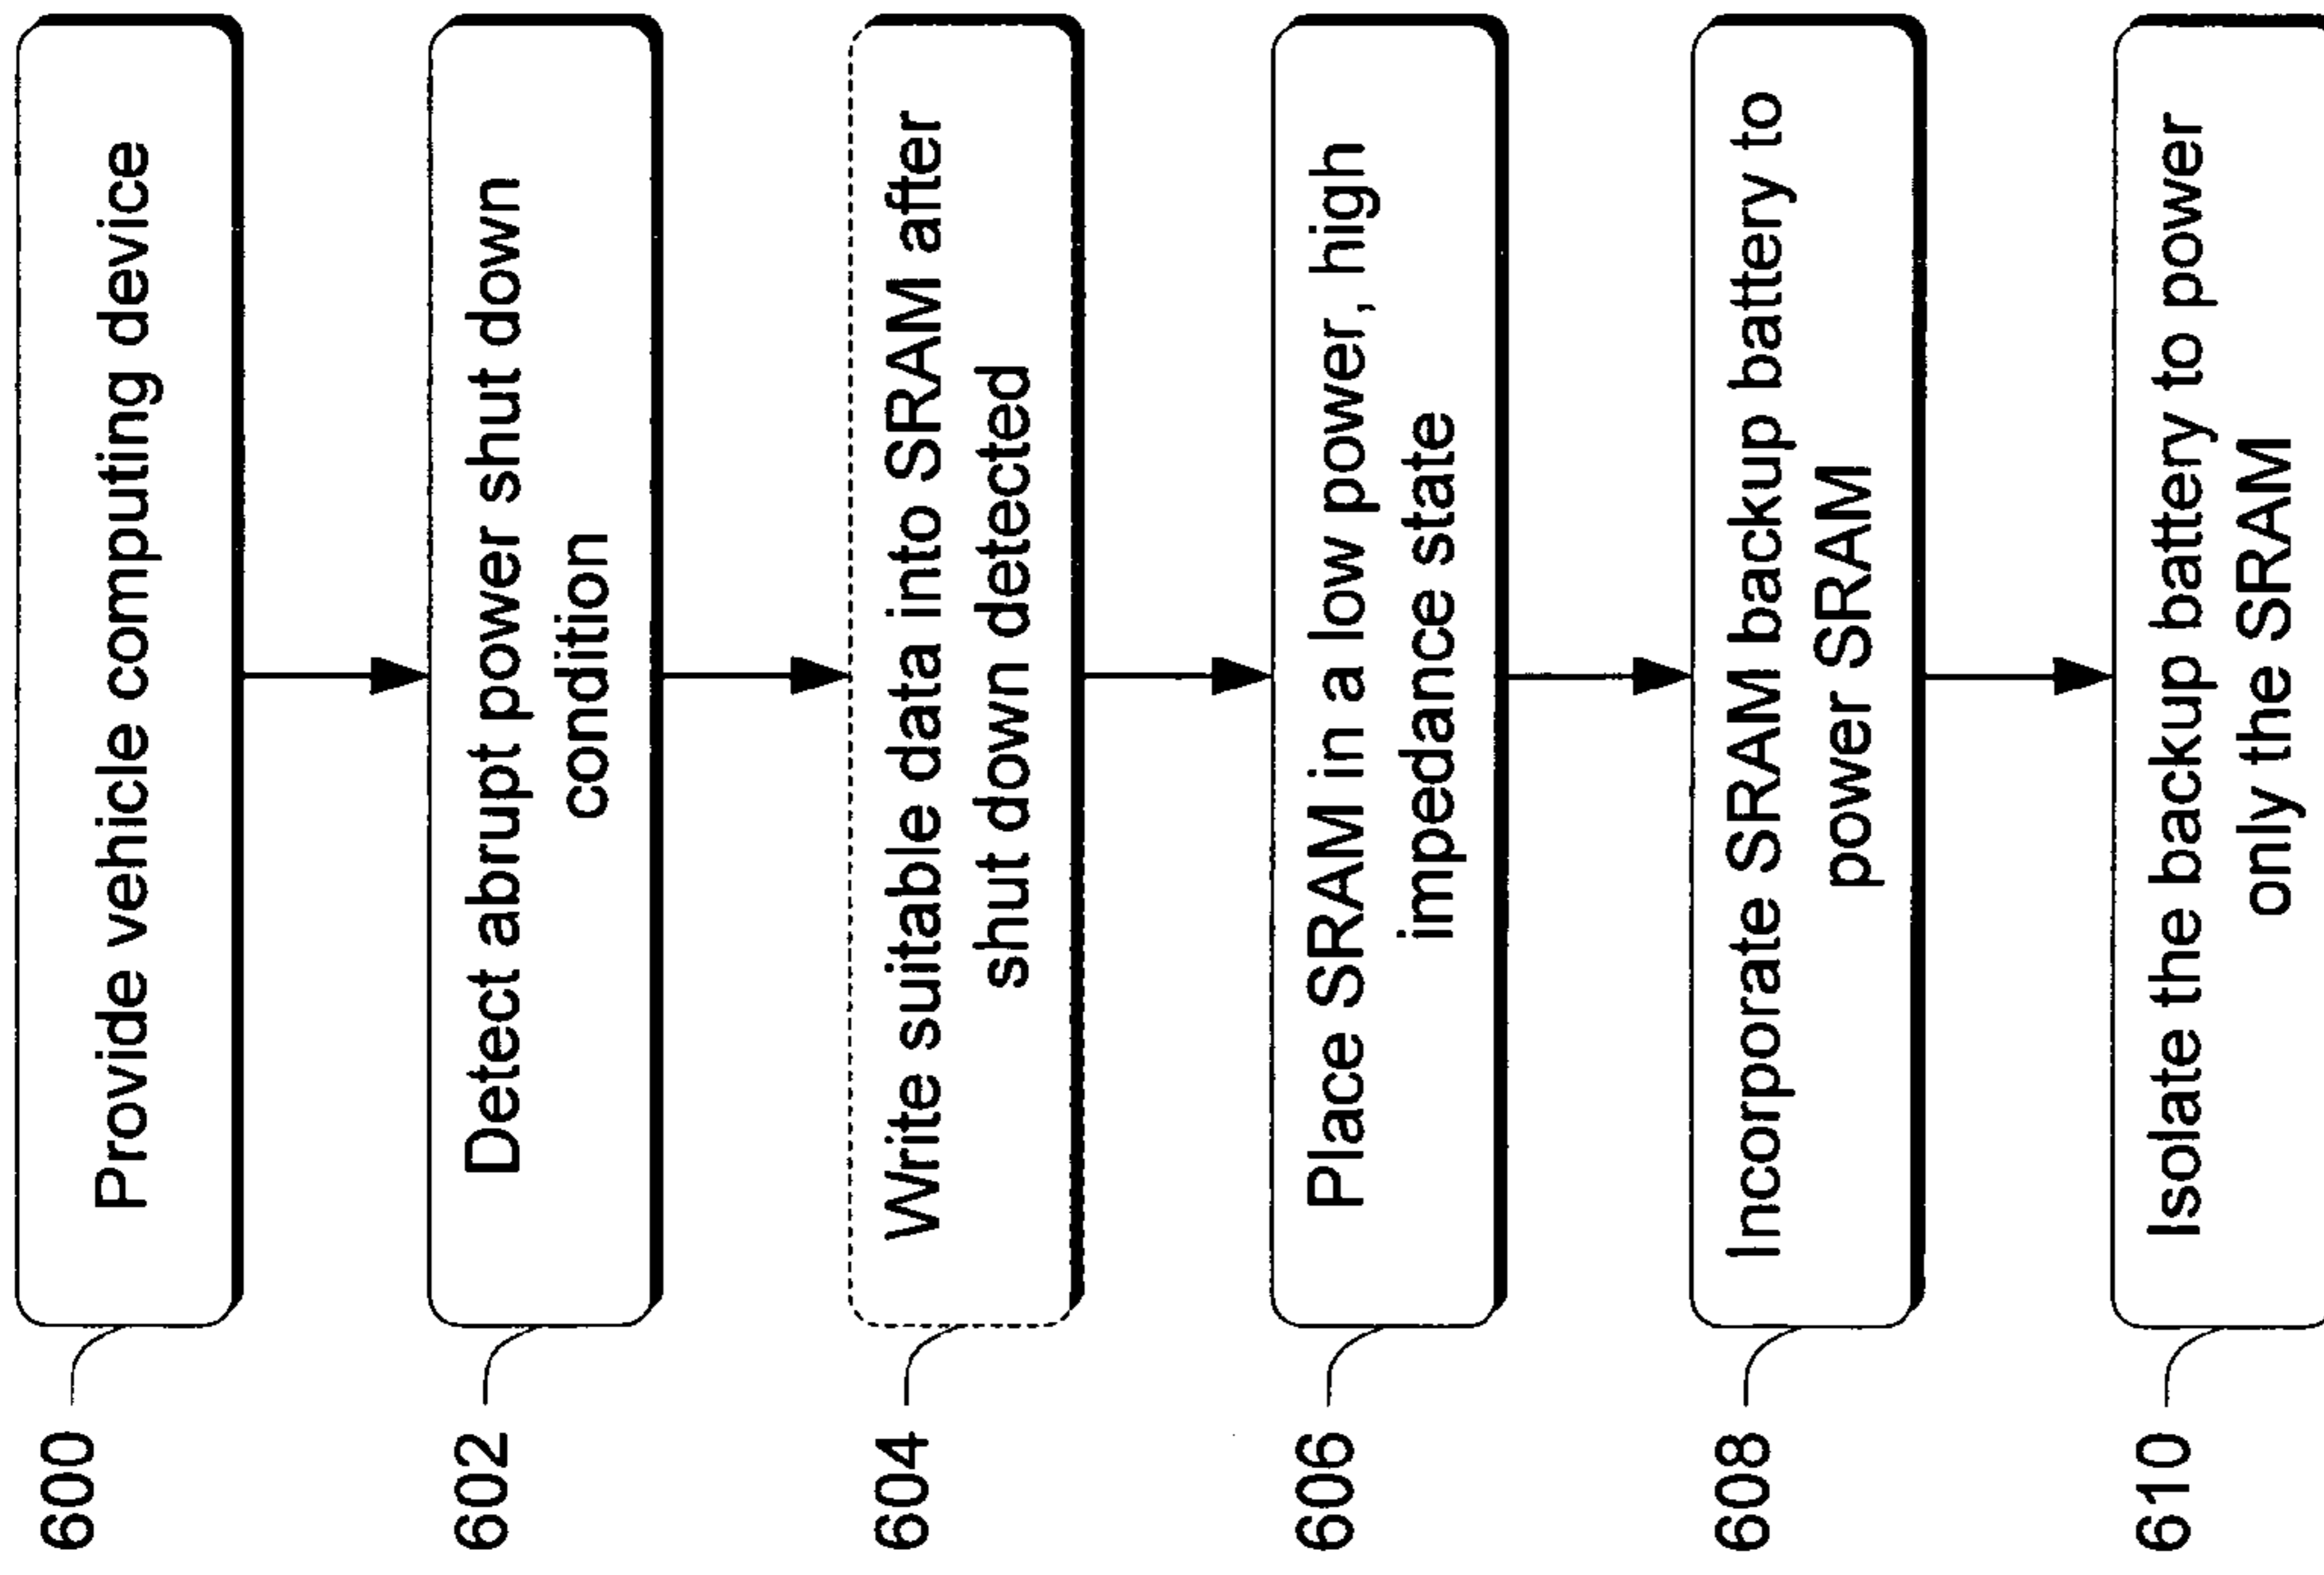 600
Provide vehicle computing device
602
Detect abrupt power shut down
condition
604
Write suitable data into SRAM after
shut down detected
606
Place SRAM in a low power, high
impedance state
608
Incorporate SRAM backup battery to
power SRAM
610
Isolate the backup battery to power
only the SRAM